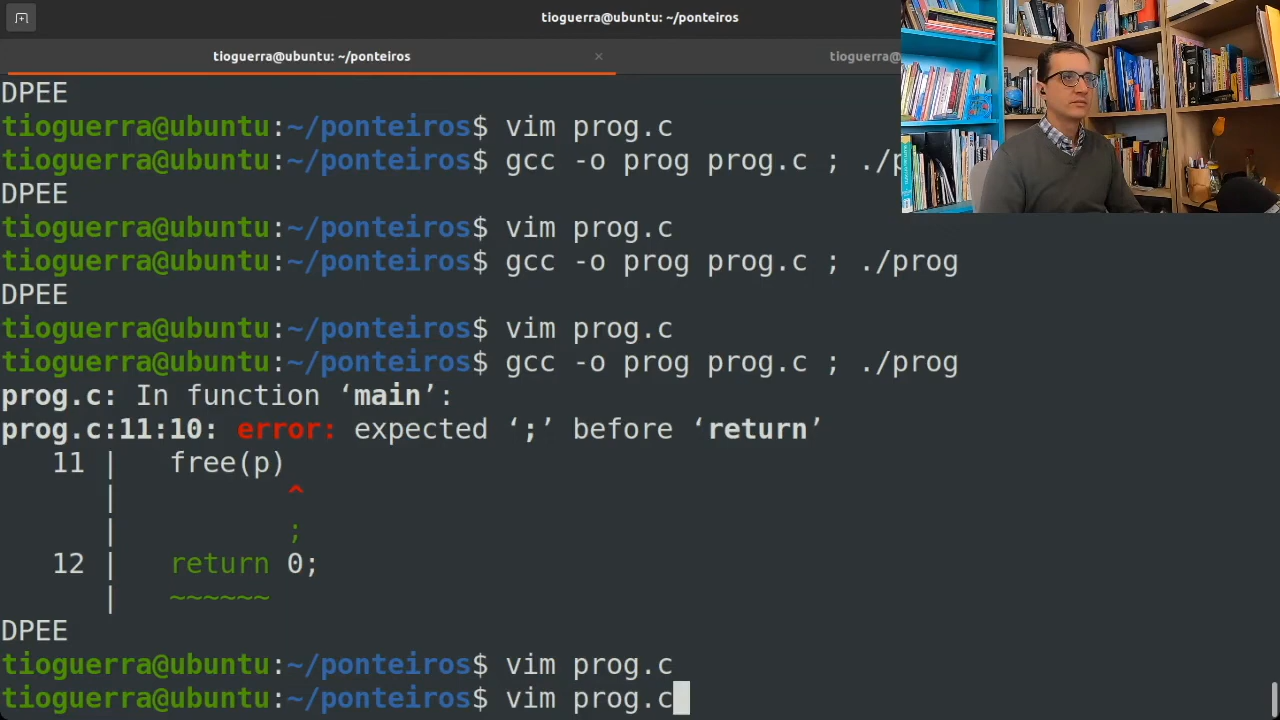 tioguerra@ubuntu: ~/ponteiros
tioguerra@ubuntu: ~/ponteiros × tioguerra@
DPEE
tioguerra@ubuntu:~/ponteiros$ vim prog.c
tioguerra@ubuntu:~/ponteiros$ gcc -o prog prog.c ; ./p
DPEE
tioguerra@ubuntu:~/ponteiros$ vim prog.c
tioguerra@ubuntu:~/ponteiros$ gcc -o prog prog.c ; ./prog
DPEE
tioguerra@ubuntu:~/ponteiros$ vim prog.c
tioguerra@ubuntu:~/ponteiros$ gcc -o prog prog.c ; ./prog
prog.c: In function ‘main’:
prog.c:11:10: error: expected ‘;’ before ‘return’
11 | free(p)
| ^
| ;
12 | return 0;
| ~~~~~~
DPEE
tioguerra@ubuntu:~/ponteiros$ vim prog.c
tioguerra@ubuntu:~/ponteiros$ vim prog.c